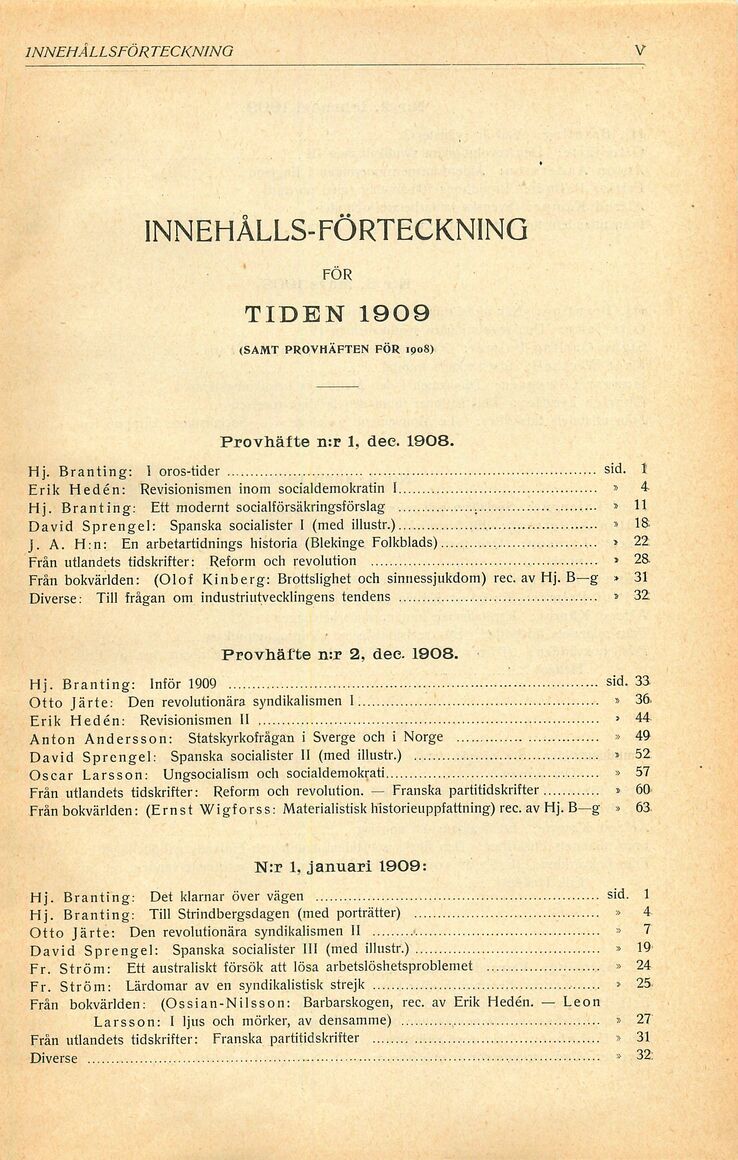 INNEHÅLLSFÖRTECKNING V
INNEHÅLLS-FÖRTECKNING
FÖR
TIDEN 1909
(SAMT PROVHÄFTEN FÖR 1908)
Provhäfte n:r 1, dec. 1908.
Hj. Branting: I oros-tider ........ sid. 1
Erik Hedén: Revisionismen inom socialdemokratin I ........ » 4
Hj. Branting: Ett modernt socialförsäkringsförslag ........ » 11
David Sprengel: Spanska socialister I (med illustr.) ........ » 18
J. A. H:n: En arbetartidnings historia (Blekinge Folkblads) ........ » 22
Från utlandets tidskrifter: Reform och revolution ........ » 28
Från bokvärlden: (Olof Kinberg: Brottslighet och sinnessjukdom) rec. av Hj. B—g » 31
Diverse: Till frågan om industriutvecklingens tendens ........ » 32
Provhäfte n:r 2, dec. 1908.
Hj. Branting: Inför 1909 ........ sid. 33
Otto Järte: Den revolutionära syndikalismen I ........ » 36
Erik Hedén: Revisionismen II ........ » 44
Anton Andersson: Statskyrkofrågan i Sverge och i Norge ........ » 49
David Sprengel: Spanska socialister II (med illustr.) ........ » 52
Oscar Larsson: Ungsocialism och socialdemokrati ........ » 57
Från utlandets tidskrifter: Reform och revolution. — Franska partitidskrifter ........ » 60
Från bokvärlden: (Ernst Wigforss: Materialistisk historieuppfattning) rec. av Hj. B—g » 63
N:r 1, januari 1909:
Hj. Branting: Det klarnar över vägen ........ sid. 1
Hj. Branting: Till Strindbergsdagen (med porträtter) ........ » 4
Otto Järte: Den revolutionära syndikalismen II ........ » 7
David Sprengel: Spanska socialister III (med illustr.) ........ » 19
Fr. Ström: Ett australiskt försök att lösa arbetslöshetsproblemet ........ » 24
Fr. Ström: Lärdomar av en syndikalistisk strejk ........ » 25
Från bokvärlden: (Ossian-Nilsson: Barbarskogen, rec. av Erik Hedén. — Leon
Larsson: I ljus och mörker, av densamme) ........ » 27
Från utlandets tidskrifter: Franska partitidskrifter ........ » 31
Diverse ........ » 32